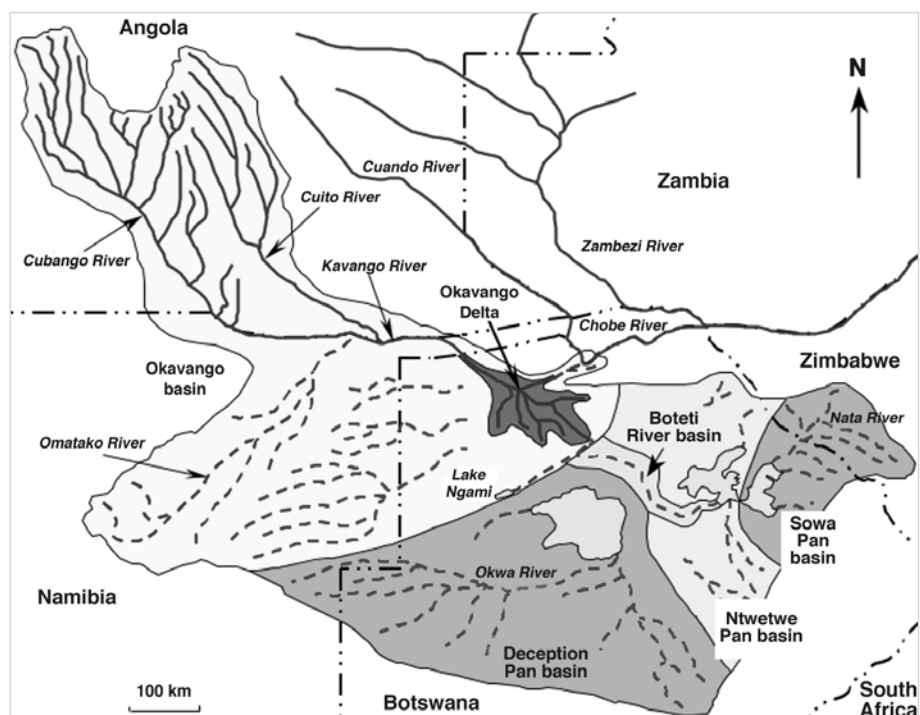 Angola
N
Cuando River
Zambia
Cuito River
Zambezi River
Cubango River
Kavango River
Okavango
Delta
Chobe River
Zimbabwe
Okavango
basin
Boteti
River basin
Nata River
Omatako River
Lake
Ngami
Sowa
Pan
basin
Okwa River
Namibia
Ntwetwe
Pan basin
Deception
Pan basin
100 km
Botswana
South
Africa